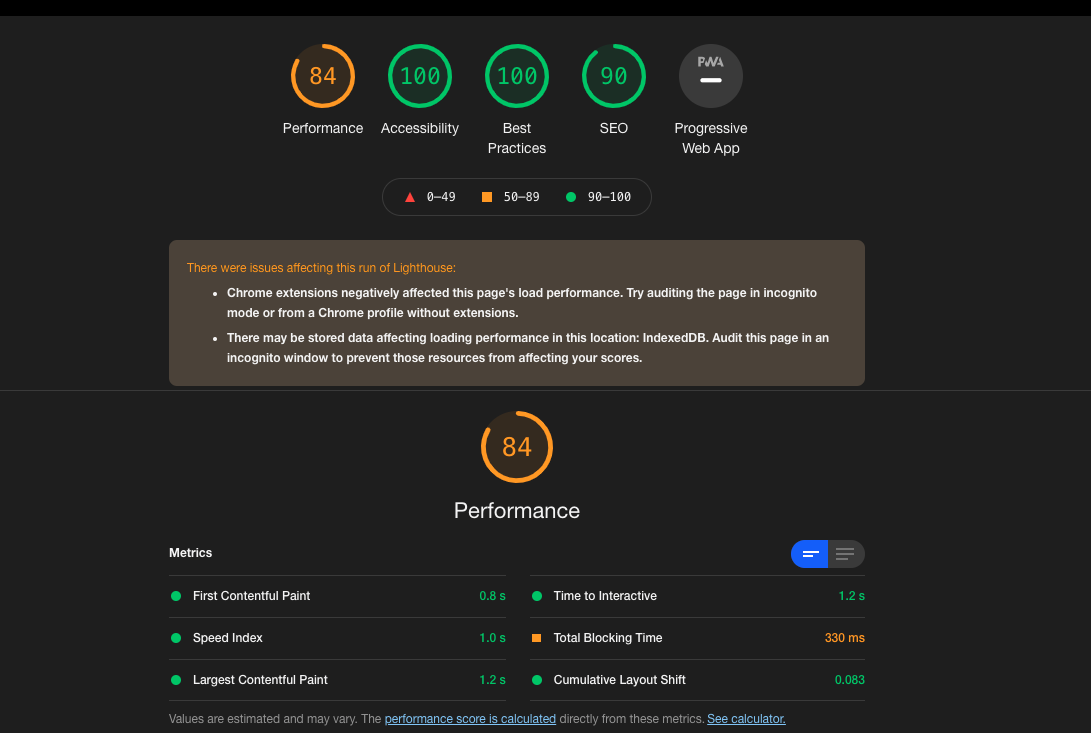 84
100
100
90
PWA
Performance
Accessibility
Best
Practices
SEO
Progressive
Web App
0–49
50–89
90–100
There were issues affecting this run of Lighthouse:
• Chrome extensions negatively affected this page's load performance. Try auditing the page in incognito
mode or from a Chrome profile without extensions.
• There may be stored data affecting loading performance in this location: IndexedDB. Audit this page in an
incognito window to prevent those resources from affecting your scores.
84
Performance
Metrics
First Contentful Paint 0.8 s
Time to Interactive 1.2 s
Speed Index 1.0 s
Total Blocking Time 330 ms
Largest Contentful Paint 1.2 s
Cumulative Layout Shift 0.083
Values are estimated and may vary. The performance score is calculated directly from these metrics. See calculator.